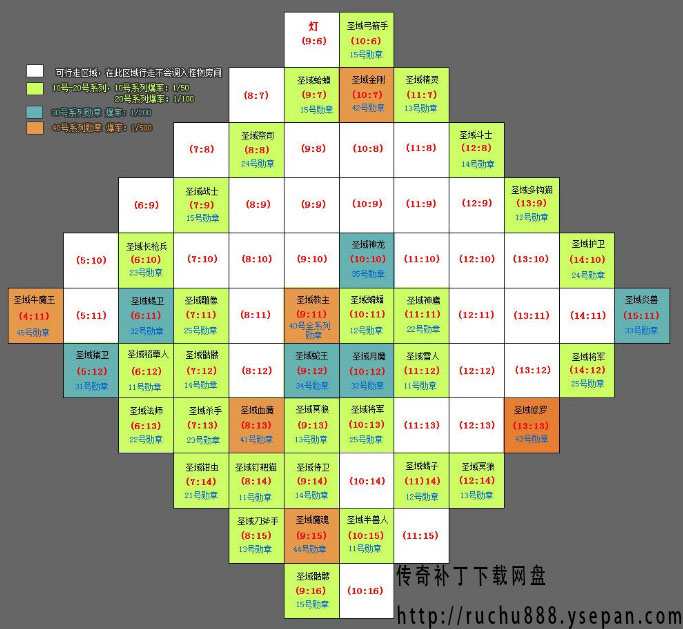 灯
(9:6)
圣域弓箭手
(10:6)
15号勋章
可行走区域，在此区域行走不会调入怪物房间
10号-20号系列，10号系列爆率：1/50
20号系列爆率：1/100
30号系列勋章 爆率：1/200
40号系列勋章 爆率：1/500
(8:7)
圣域蛤蟆
(9:7)
15号勋章
圣域金刚
(10:7)
42号勋章
圣域精灵
(11:7)
13号勋章
(7:8)
圣域祭司
(8:8)
24号勋章
(9:8)
(10:8)
(11:8)
圣域斗士
(12:8)
14号勋章
(6:9)
圣域战士
(7:9)
15号勋章
(8:9)
(9:9)
(10:9)
(11:9)
(12:9)
圣域多钩猫
(13:9)
12号勋章
(5:10)
圣域长枪兵
(6:10)
23号勋章
(7:10)
(8:10)
(9:10)
圣域神龙
(10:10)
35号勋章
(11:10)
(12:10)
(13:10)
圣域护卫
(14:10)
24号勋章
圣域牛魔王
(4:11)
45号勋章
(5:11)
圣域蝎卫
(6:11)
32号勋章
圣域雕像
(7:11)
25号勋章
(8:11)
圣域教主
(9:11)
40号全系列
勋章
圣域蝙蝠
(10:11)
12号勋章
圣域神鹰
(11:11)
22号勋章
(12:11)
(13:11)
(14:11)
圣域炎兽
(15:11)
33号勋章
(5:12)
31号勋章
圣域稻草人
(6:12)
11号勋章
圣域骷髅
(7:12)
14号勋章
(8:12)
圣域蛇王
(9:12)
34号勋章
圣域月魔
(10:12)
32号勋章
圣域雪人
(11:12)
11号勋章
(12:12)
(13:12)
圣域将军
(14:12)
25号勋章
圣域法师
(6:13)
22号勋章
圣域杀手
(7:13)
23号勋章
圣域血魔
(8:13)
41号勋章
圣域冥狼
(9:13)
13号勋章
圣域将军
(10:13)
25号勋章
(11:13)
(12:13)
圣域修罗
(13:13)
43号勋章
圣域钳虫
(7:14)
21号勋章
圣域钉耙猫
(8:14)
11号勋章
圣域侍卫
(9:14)
14号勋章
(10:14)
圣域蝎子
(11)14
12号勋章
圣域冥狼
(12:14)
13号勋章
圣域刀斧手
(8:15)
13号勋章
圣域魔魂
(9:15)
44号勋章
圣域半兽人
(10:15)
11号勋章
(11:15)
圣域骷髅
(9:16)
15号勋章
(10:16)
传奇补丁下载网盘
http://ruchu888.ysepan.com/